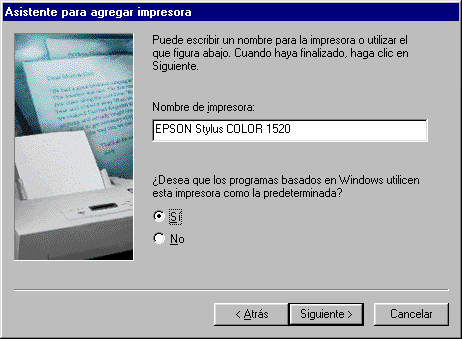 Asistente para agregar impresora
Puede escribir un nombre para la impresora o utilizar el
que figura abajo. Cuando haya finalizado, haga clic en
Siguiente.
Nombre de impresora:
EPSON Stylus COLOR 1520
¿Desea que los programas basados en Windows utilicen
esta impresora como la predeterminada?
Sí
No
< Atrás
Siguiente >
Cancelar